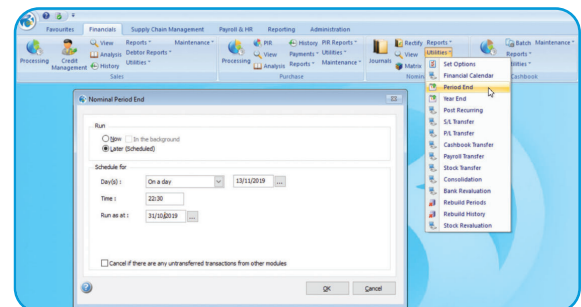 Favourites Financials Supply Chain Management Payroll & HR Reporting Administration
Processing Credit Management
View Reports Maintenance
Analysis Debtor Reports
History Utilities
Sales
Processing
PIR History PIR Reports
View Payments Utilities
Analysis Reports Maintenance
Purchase
Journals
Rectify Reports
View Utilities
Matrix
Nomin
Batch Maintenance
Reports
Utilities
Cashbook
Set Options
Financial Calendar
Period End
Year End
Post Recurring
S/L Transfer
P/L Transfer
Cashbook Transfer
Payroll Transfer
Stock Transfer
Consolidation
Bank Revaluation
Rebuild Periods
Rebuild History
Stock Revaluation
Nominal Period End
Run
Now In the background
Later (Scheduled)
Schedule for
Day(s) : On a day 13/11/2019 ...
Time : 22:30
Run as at : 31/10/2019 ...
Cancel if there are any untransferred transactions from other modules
OK Cancel